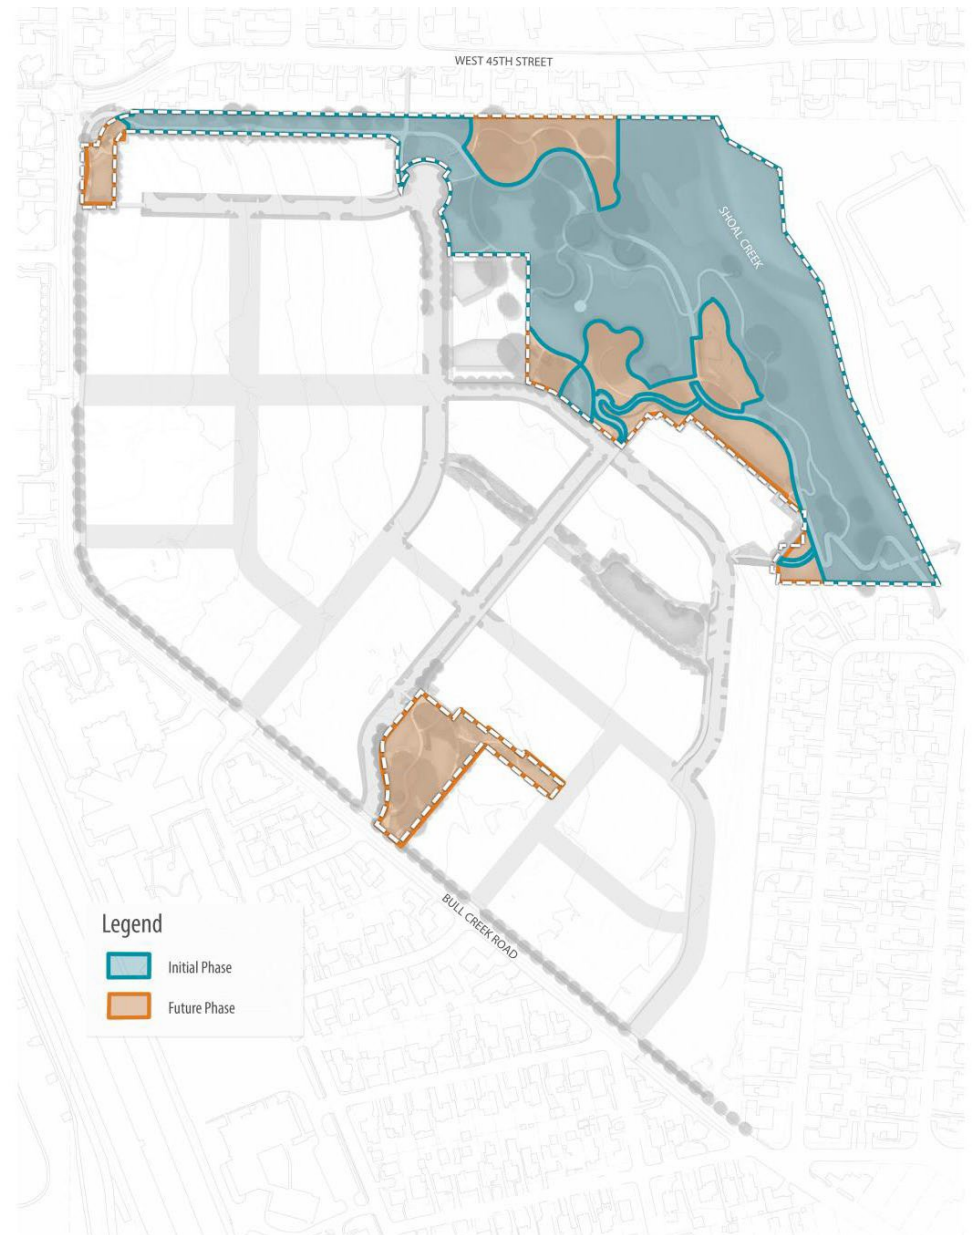 WEST 45TH STREET
SHOAL CREEK
BULL CREEK ROAD
Legend
Initial Phase
Future Phase